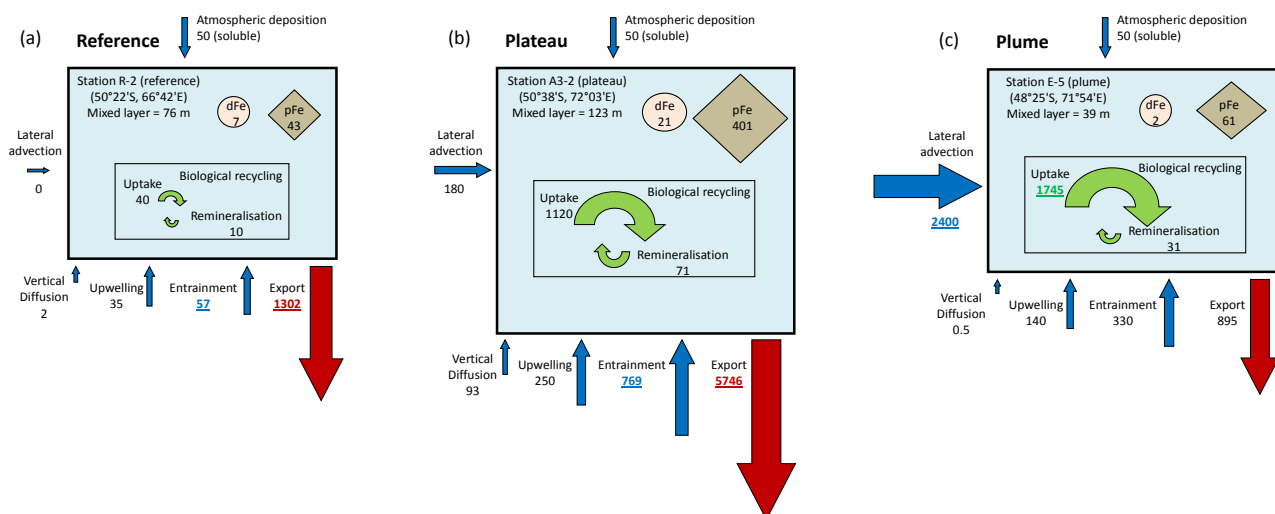 (a)
Reference
Atmospheric deposition
50 (soluble)
Station R-2 (reference)
(50°22'S, 66°42'E)
Mixed layer = 76 m
dFe
7
pFe
43
Lateral
advection
0
Biological recycling
Uptake
40
Remineralisation
10
Vertical
Diffusion
2
Upwelling
35
Entrainment
57
Export
1302
(b)
Plateau
Atmospheric deposition
50 (soluble)
Station A3-2 (plateau)
(50°38'S, 72°03'E)
Mixed layer = 123 m
dFe
21
pFe
401
Lateral
advection
180
Biological recycling
Uptake
1120
Remineralisation
71
Vertical
Diffusion
93
Upwelling
250
Entrainment
769
Export
5746
(c)
Plume
Atmospheric deposition
50 (soluble)
Station E-5 (plume)
(48°25'S, 71°54'E)
Mixed layer = 39 m
dFe
2
pFe
61
Lateral
advection
2400
Biological recycling
Uptake
1745
Remineralisation
31
Vertical
Diffusion
0.5
Upwelling
140
Entrainment
330
Export
895